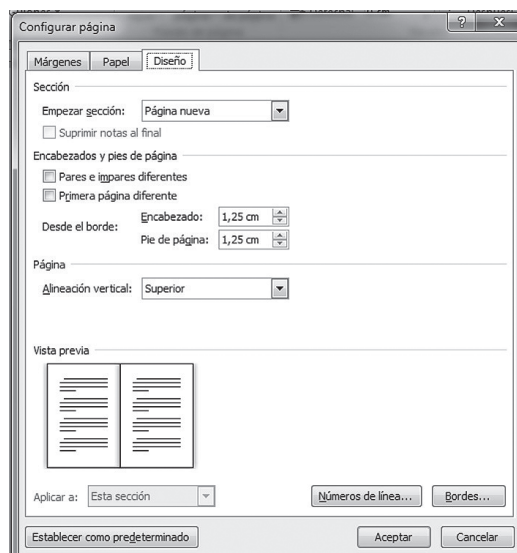 Configurar página
Márgenes Papel Diseño
Sección
Empezar sección: Página nueva
Suprimir notas al final
Encabezados y pies de página
Pares e impares diferentes
Primera página diferente
Desde el borde:
Encabezado: 1,25 cm
Pie de página: 1,25 cm
Página
Alineación vertical: Superior
Vista previa
Aplicar a: Esta sección Números de línea... Bordes...
Establecer como predeterminado Aceptar Cancelar